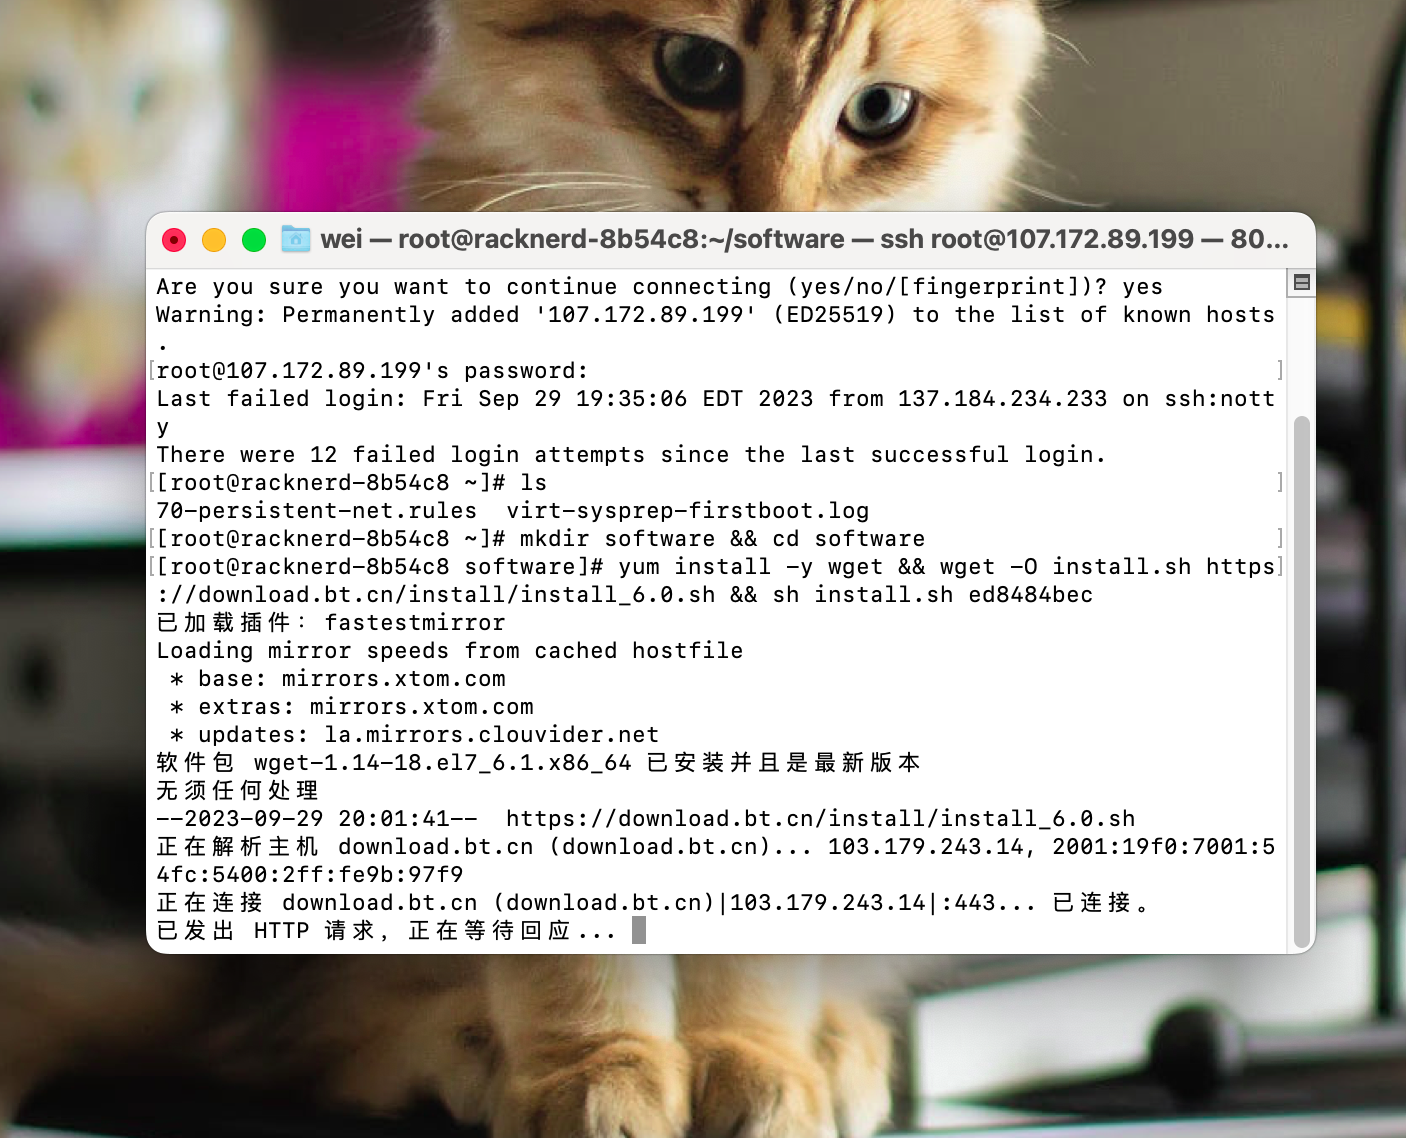 wei — root@racknerd-8b54c8:~/software — ssh root@107.172.89.199 — 80...
Are you sure you want to continue connecting (yes/no/[fingerprint])? yes
Warning: Permanently added '107.172.89.199' (ED25519) to the list of known hosts
.
[root@107.172.89.199's password: ]
Last failed login: Fri Sep 29 19:35:06 EDT 2023 from 137.184.234.233 on ssh:nott
y
There were 12 failed login attempts since the last successful login.
[[root@racknerd-8b54c8 ~]# ls ]
70-persistent-net.rules  virt-sysprep-firstboot.log
[[root@racknerd-8b54c8 ~]# mkdir software && cd software ]
[[root@racknerd-8b54c8 software]# yum install -y wget && wget -O install.sh https]
://download.bt.cn/install/install_6.0.sh && sh install.sh ed8484bec
已加载插件：fastestmirror
Loading mirror speeds from cached hostfile
 * base: mirrors.xtom.com
 * extras: mirrors.xtom.com
 * updates: la.mirrors.clouvider.net
软件包 wget-1.14-18.el7_6.1.x86_64 已安装并且是最新版本
无须任何处理
--2023-09-29 20:01:41--  https://download.bt.cn/install/install_6.0.sh
正在解析主机 download.bt.cn (download.bt.cn)... 103.179.243.14, 2001:19f0:7001:5
4fc:5400:2ff:fe9b:97f9
正在连接 download.bt.cn (download.bt.cn)|103.179.243.14|:443... 已连接。
已发出 HTTP 请求，正在等待回应...